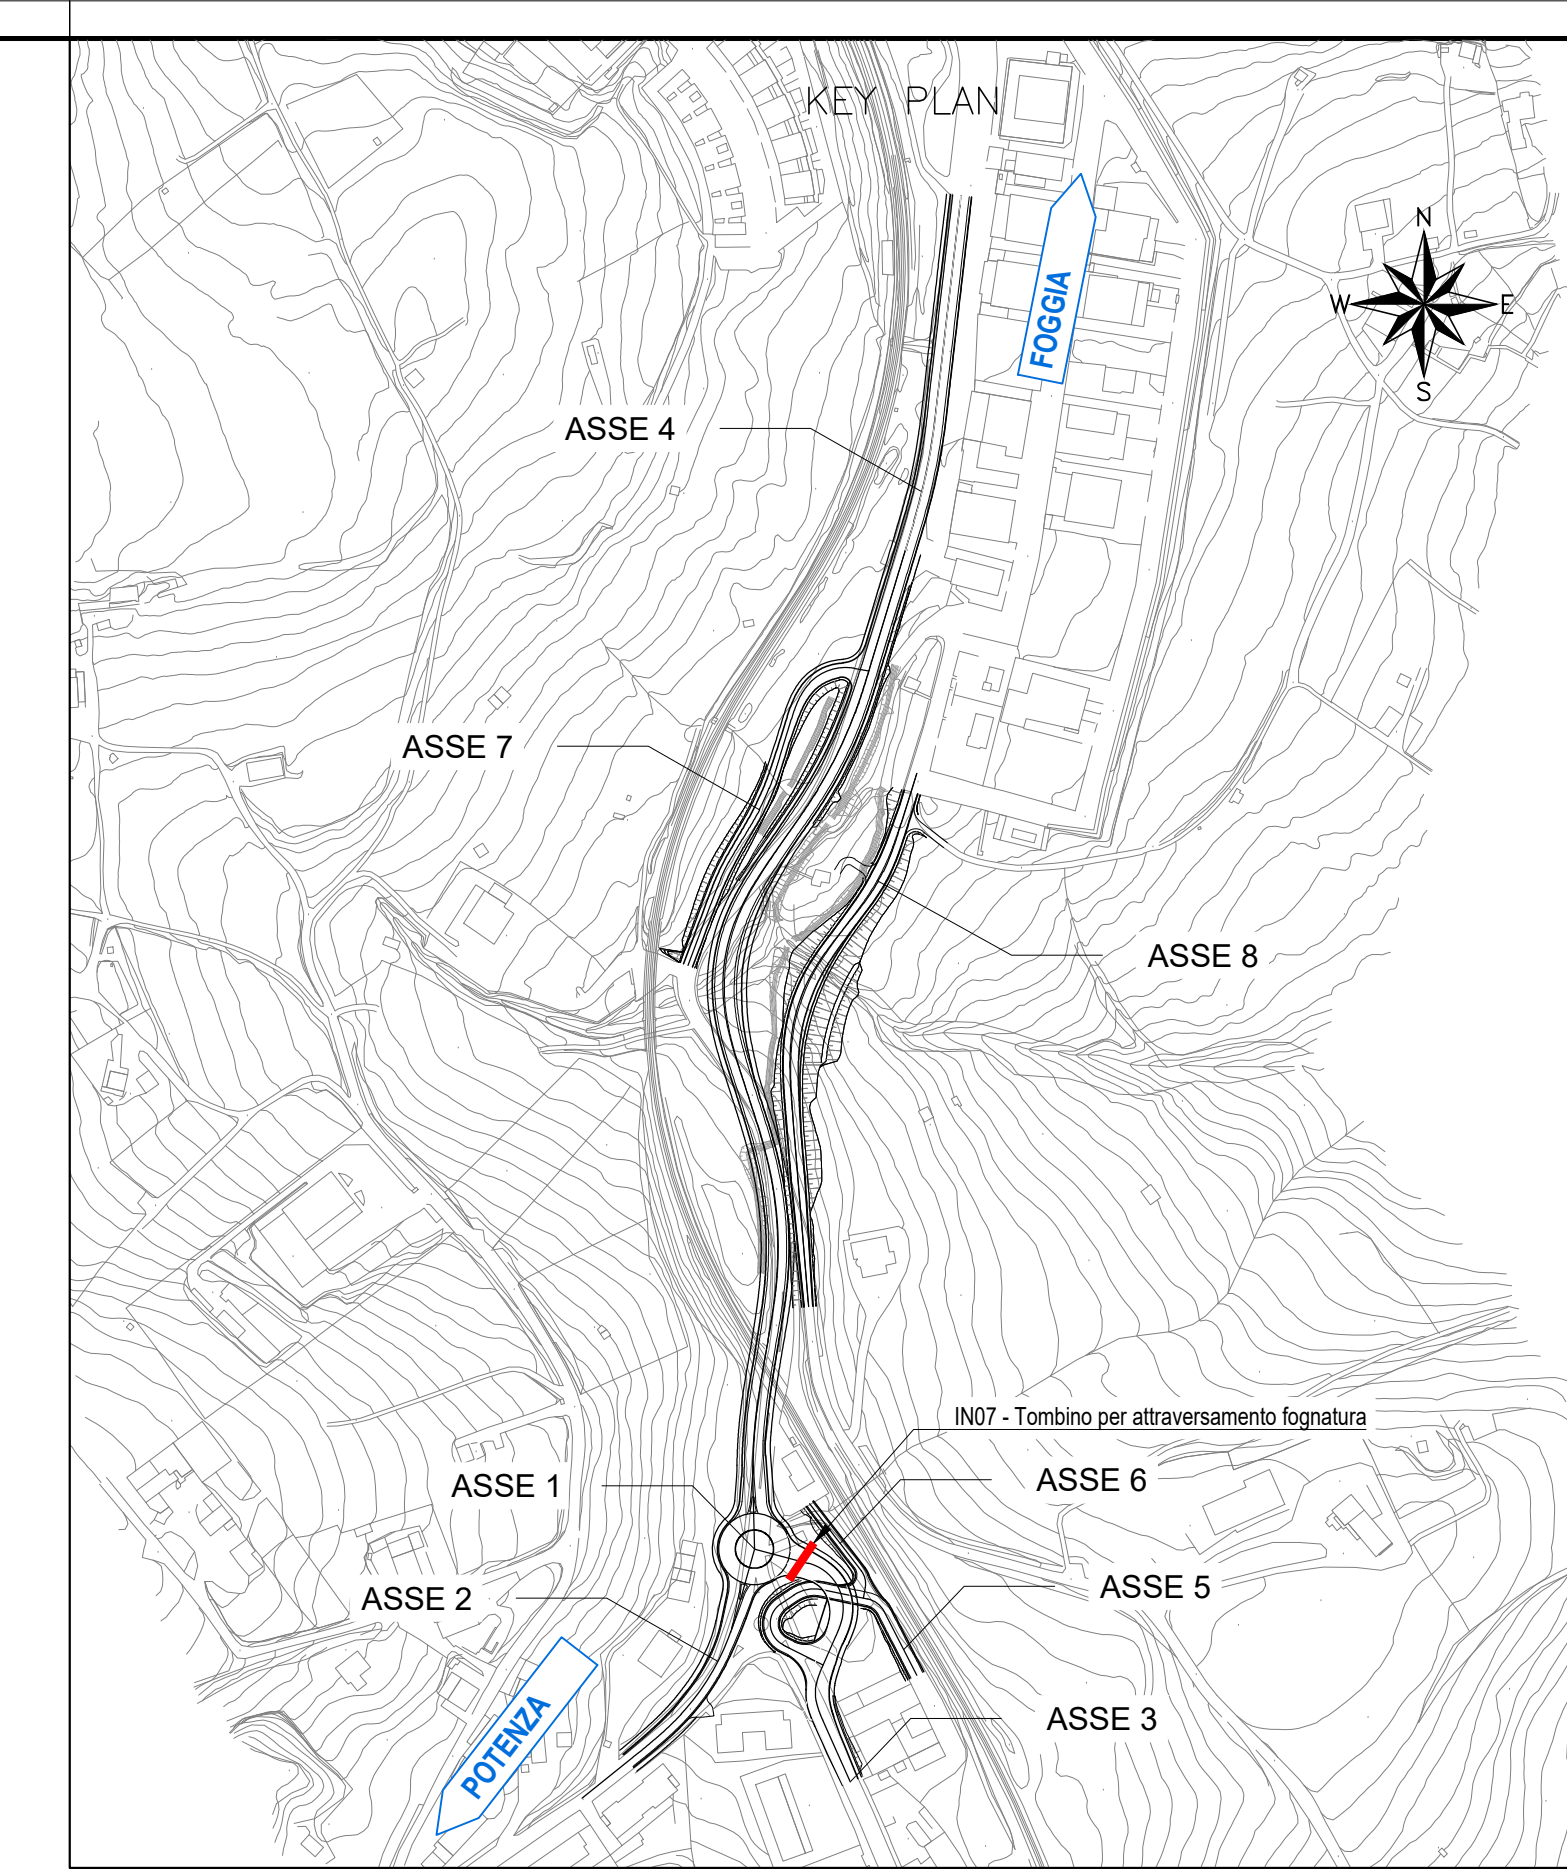 KEY PLAN
N
W
E
S
FOGGIA
ASSE 4
ASSE 7
ASSE 8
IN07 - Tombino per attraversamento fognatura
ASSE 1
ASSE 6
ASSE 2
ASSE 5
POTENZA
ASSE 3